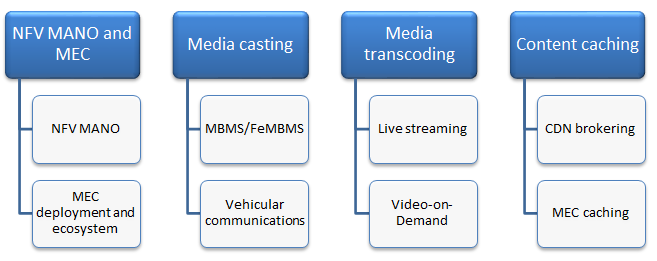 NFV MANO and
MEC
NFV MANO
MEC
deployment and
ecosystem
Media casting
MBMS/FeMBMS
Vehicular
communications
Media
transcoding
Live streaming
Video-on-
Demand
Content caching
CDN brokering
MEC caching